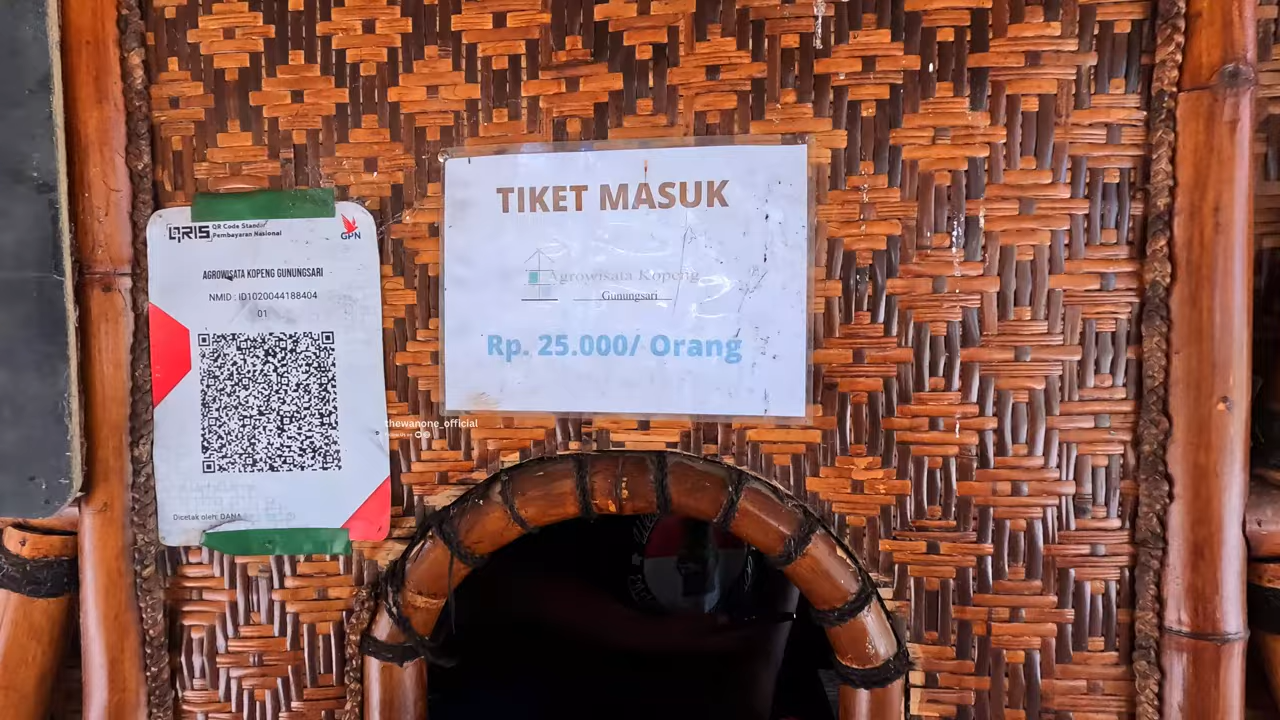 QRIS QR Code Standar
Pembayaran Nasional
GPN
AGROWISATA KOPENG GUNUNGSARI
NMID : ID1020044188404
01
Dicetak oleh: DANA
TIKET MASUK
Agrowisata Kopeng
Gunungsari
Rp. 25.000/ Orang
thewanone_official